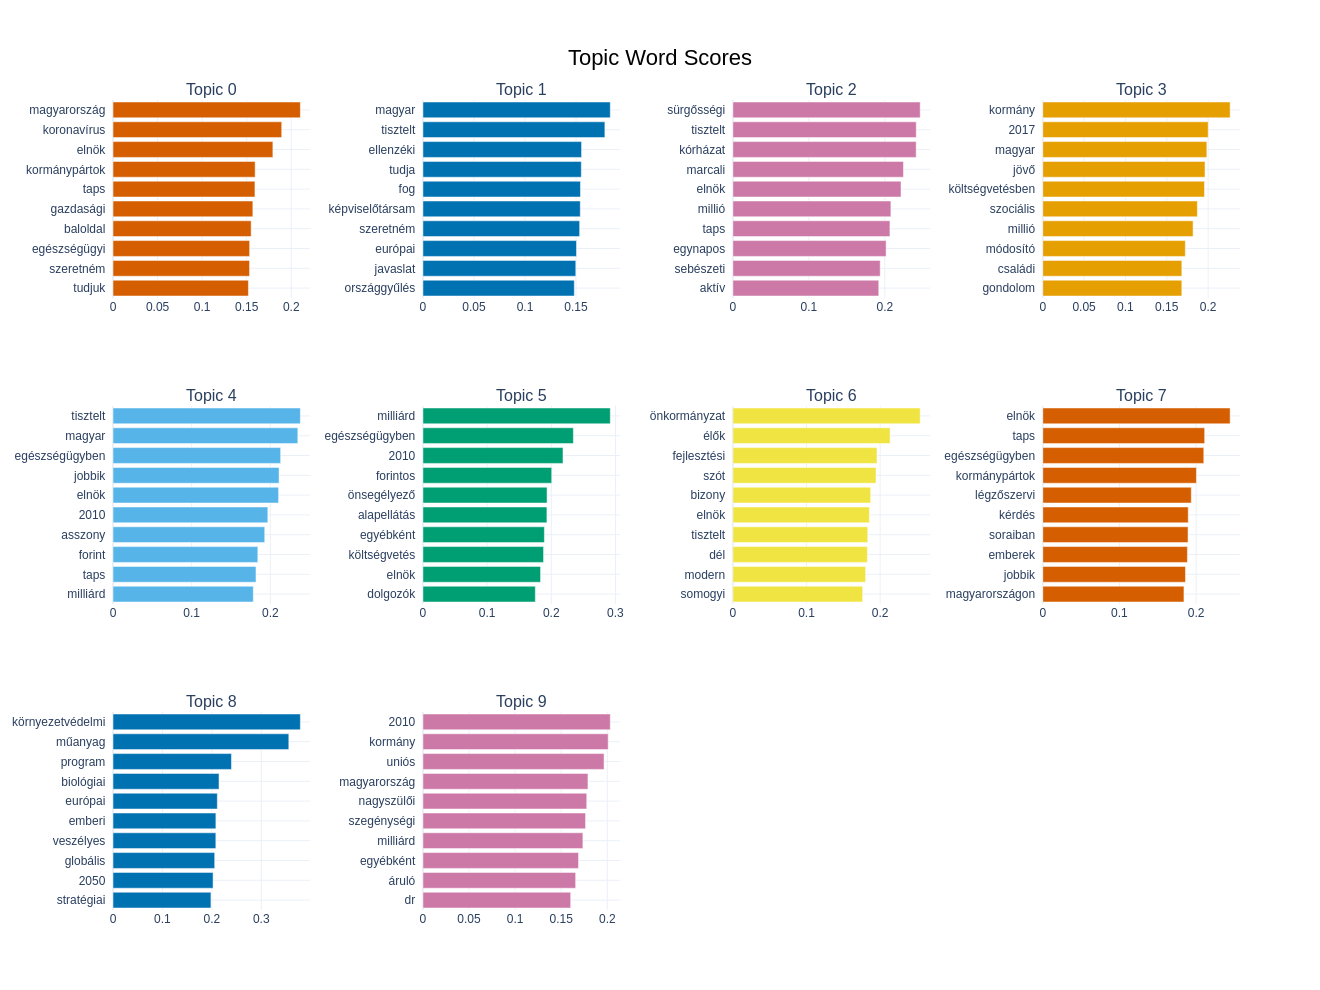 Topic Word Scores
Topic 0
magyarország
koronavírus
elnök
kormánypártok
taps
gazdasági
baloldal
egészségügyi
szeretném
tudjuk
0 0.05 0.1 0.15 0.2
Topic 1
magyar
tisztelt
ellenzéki
tudja
fog
képviselőtársam
szeretném
európai
javaslat
országgyűlés
0 0.05 0.1 0.15
Topic 2
sürgősségi
tisztelt
kórházat
marcali
elnök
millió
taps
egynapos
sebészeti
aktív
0 0.1 0.2
Topic 3
kormány
2017
magyar
jövő
költségvetésben
szociális
millió
módosító
családi
gondolom
0 0.05 0.1 0.15 0.2
Topic 4
tisztelt
magyar
egészségügyben
jobbik
elnök
2010
asszony
forint
taps
milliárd
0 0.1 0.2
Topic 5
milliárd
egészségügyben
2010
forintos
önsegélyező
alapellátás
egyébként
költségvetés
elnök
dolgozók
0 0.1 0.2 0.3
Topic 6
önkormányzat
élők
fejlesztési
szót
bizony
elnök
tisztelt
dél
modern
somogyi
0 0.1 0.2
Topic 7
elnök
taps
egészségügyben
kormánypártok
légzőszervi
kérdés
soraiban
emberek
jobbik
magyarországon
0 0.1 0.2
Topic 8
környezetvédelmi
műanyag
program
biológiai
európai
emberi
veszélyes
globális
2050
stratégiai
0 0.1 0.2 0.3
Topic 9
2010
kormány
uniós
magyarország
nagyszülői
szegénységi
milliárd
egyébként
áruló
dr
0 0.05 0.1 0.15 0.2